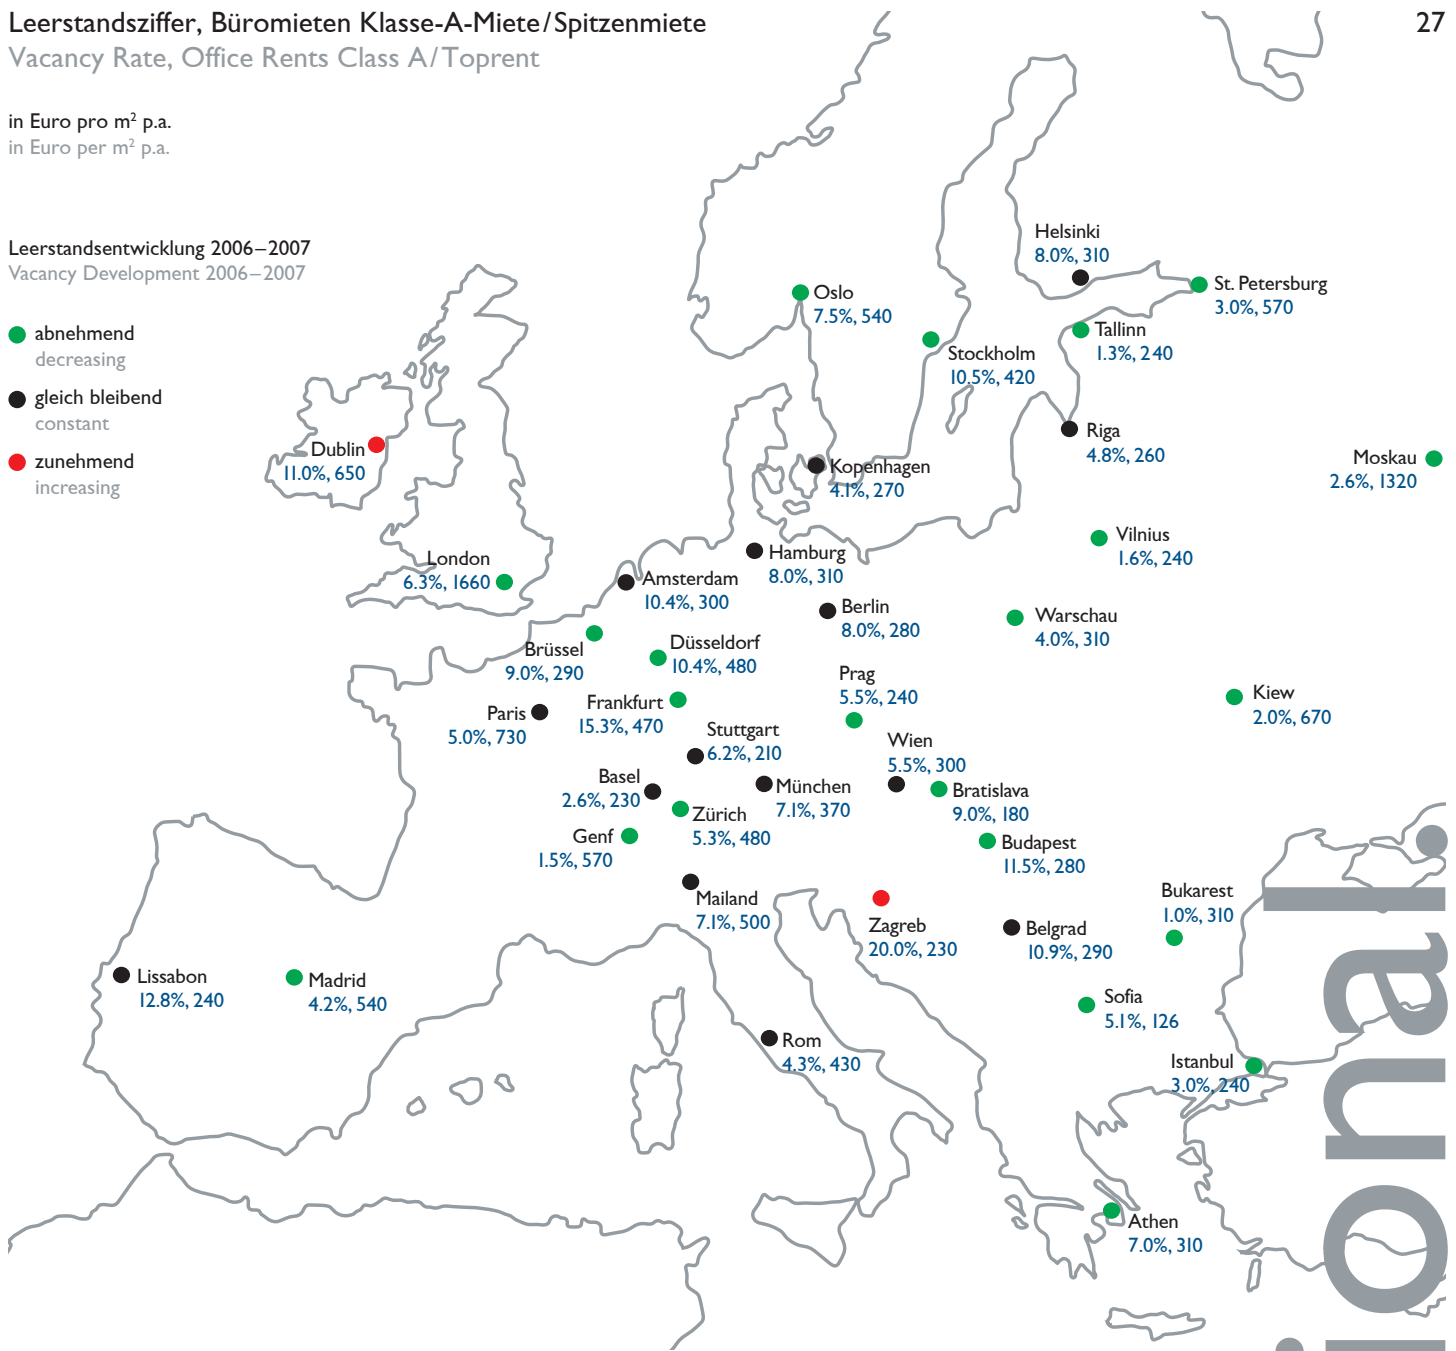 Leerstandsziffer, Büromieten Klasse-A-Miete/Spitzenmiete
27
Vacancy Rate, Office Rents Class A/Toprent
in Euro pro m² p.a.
in Euro per m² p.a.
Leerstandsentwicklung 2006–2007
Vacancy Development 2006–2007
abnehmend
decreasing
gleich bleibend
constant
zunehmend
increasing
Helsinki
8.0%, 310
St. Petersburg
3.0%, 570
Oslo
7.5%, 540
Tallinn
1.3%, 240
Stockholm
10.5%, 420
Riga
4.8%, 260
Dublin
11.0%, 650
Moskau
2.6%, 1320
Kopenhagen
4.1%, 270
Vilnius
1.6%, 240
London
6.3%, 1660
Hamburg
8.0%, 310
Amsterdam
10.4%, 300
Berlin
8.0%, 280
Warschau
4.0%, 310
Brüssel
9.0%, 290
Düsseldorf
10.4%, 480
Prag
5.5%, 240
Kiew
2.0%, 670
Frankfurt
15.3%, 470
Paris
5.0%, 730
Stuttgart
6.2%, 210
Wien
5.5%, 300
Basel
2.6%, 230
München
7.1%, 370
Bratislava
9.0%, 180
Zürich
5.3%, 480
Genf
1.5%, 570
Budapest
11.5%, 280
Mailand
7.1%, 500
Bukarest
1.0%, 310
Zagreb
20.0%, 230
Belgrad
10.9%, 290
Lissabon
12.8%, 240
Madrid
4.2%, 540
Sofia
5.1%, 126
Rom
4.3%, 430
Istanbul
3.0%, 240
Athen
7.0%, 310
ional.